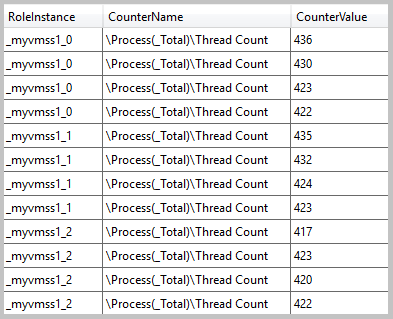 RoleInstance CounterName CounterValue
_myvmss1_0 \Process(_Total)\Thread Count 436
_myvmss1_0 \Process(_Total)\Thread Count 430
_myvmss1_0 \Process(_Total)\Thread Count 423
_myvmss1_0 \Process(_Total)\Thread Count 422
_myvmss1_1 \Process(_Total)\Thread Count 435
_myvmss1_1 \Process(_Total)\Thread Count 432
_myvmss1_1 \Process(_Total)\Thread Count 424
_myvmss1_1 \Process(_Total)\Thread Count 423
_myvmss1_2 \Process(_Total)\Thread Count 417
_myvmss1_2 \Process(_Total)\Thread Count 423
_myvmss1_2 \Process(_Total)\Thread Count 420
_myvmss1_2 \Process(_Total)\Thread Count 422